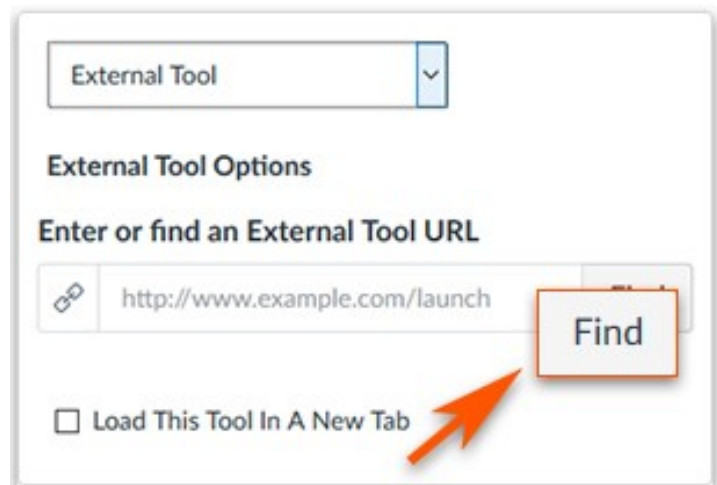 External Tool
External Tool Options
Enter or find an External Tool URL
http://www.example.com/launch
Find
Load This Tool In A New Tab